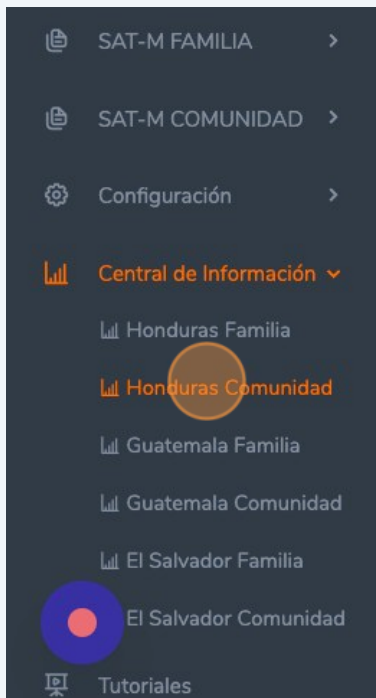 SAT-M FAMILIA
SAT-M COMUNIDAD
Configuración
Central de Información
Honduras Familia
Honduras Comunidad
Guatemala Familia
Guatemala Comunidad
El Salvador Familia
El Salvador Comunidad
Tutoriales